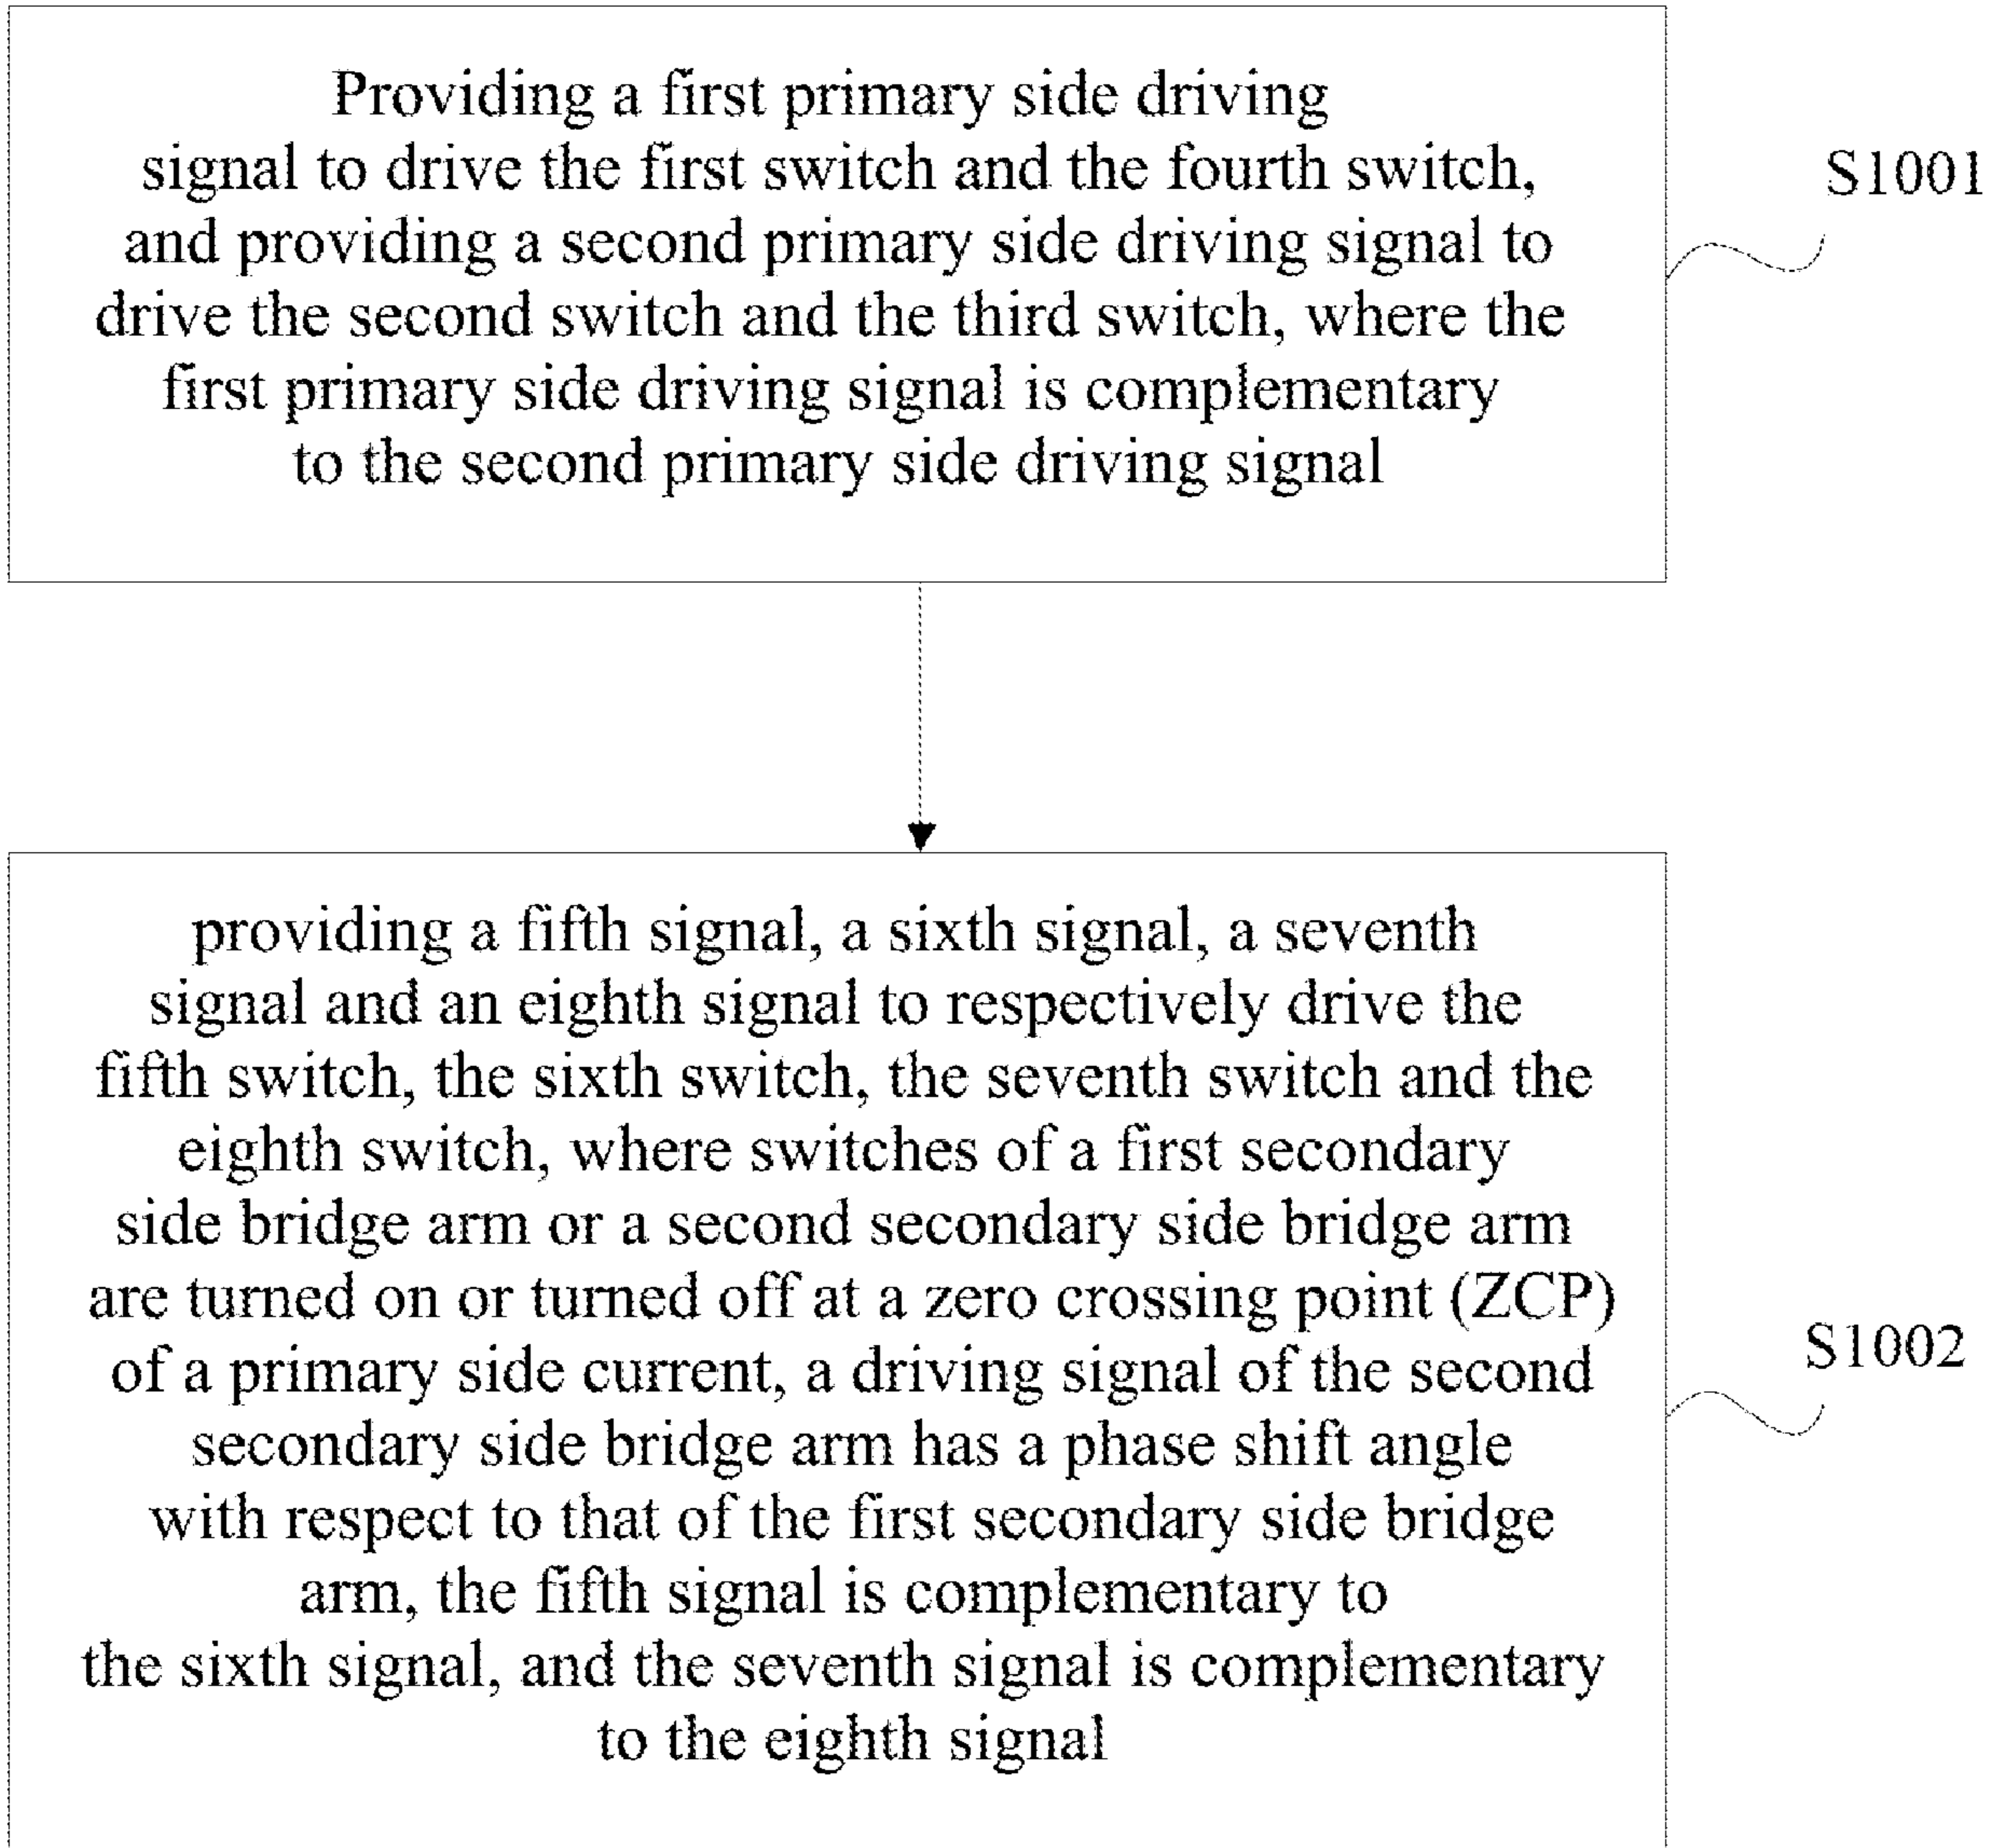 Providing a first primary side driving
signal to drive the first switch and the fourth switch,
and providing a second primary side driving signal to
drive the second switch and the third switch, where the
first primary side driving signal is complementary
to the second primary side driving signal
S1001
providing a fifth signal, a sixth signal, a seventh
signal and an eighth signal to respectively drive the
fifth switch, the sixth switch, the seventh switch and the
eighth switch, where switches of a first secondary
side bridge arm or a second secondary side bridge arm
are turned on or turned off at a zero crossing point (ZCP)
of a primary side current, a driving signal of the second
secondary side bridge arm has a phase shift angle
with respect to that of the first secondary side bridge
arm, the fifth signal is complementary to
the sixth signal, and the seventh signal is complementary
to the eighth signal
S1002